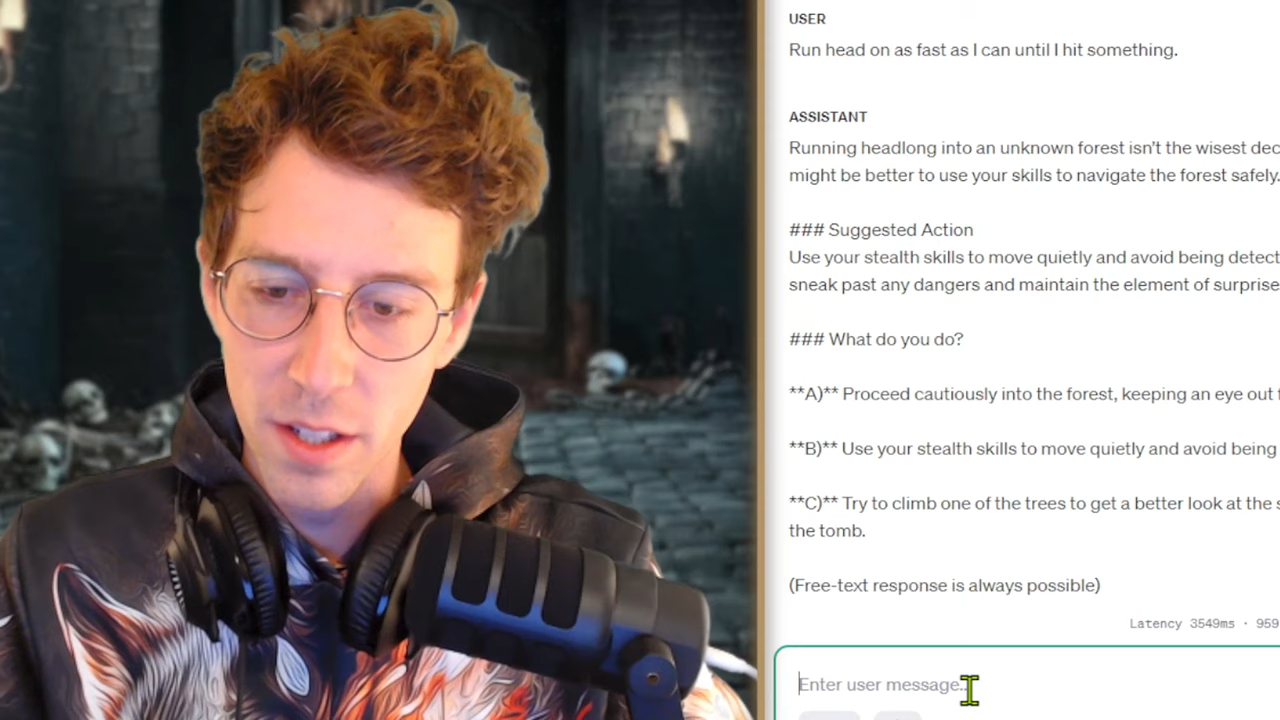 USER
Run head on as fast as I can until I hit something.
ASSISTANT
Running headlong into an unknown forest isn't the wisest
might be better to use your skills to navigate the forest safely.
### Suggested Action
Use your stealth skills to move quietly and avoid being
sneak past any dangers and maintain the element of surprise
### What do you do?
**A)** Proceed cautiously into the forest, keeping an eye out
**B)** Use your stealth skills to move quietly and avoid being
**C)** Try to climb one of the trees to get a better look at the
the tomb.
(Free-text response is always possible)
Latency 3549ms · 959
Enter user message...